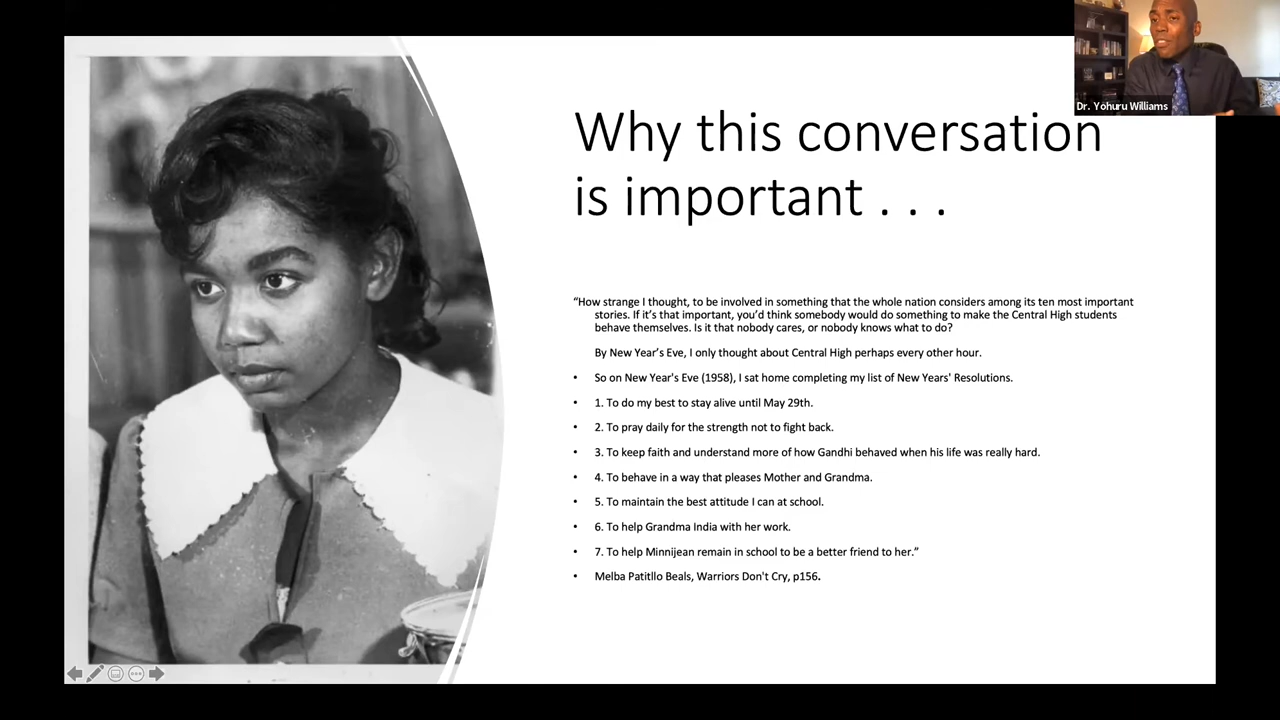 Dr. Yohuru Williams
Why this conversation
is important . . .
“How strange I thought, to be involved in something that the whole nation considers among its ten most important
stories. If it’s that important, you’d think somebody would do something to make the Central High students
behave themselves. Is it that nobody cares, or nobody knows what to do?
By New Year’s Eve, I only thought about Central High perhaps every other hour.
• So on New Year's Eve (1958), I sat home completing my list of New Years' Resolutions.
• 1. To do my best to stay alive until May 29th.
• 2. To pray daily for the strength not to fight back.
• 3. To keep faith and understand more of how Gandhi behaved when his life was really hard.
• 4. To behave in a way that pleases Mother and Grandma.
• 5. To maintain the best attitude I can at school.
• 6. To help Grandma India with her work.
• 7. To help Minnijean remain in school to be a better friend to her.”
• Melba Patitllo Beals, Warriors Don't Cry, p156.